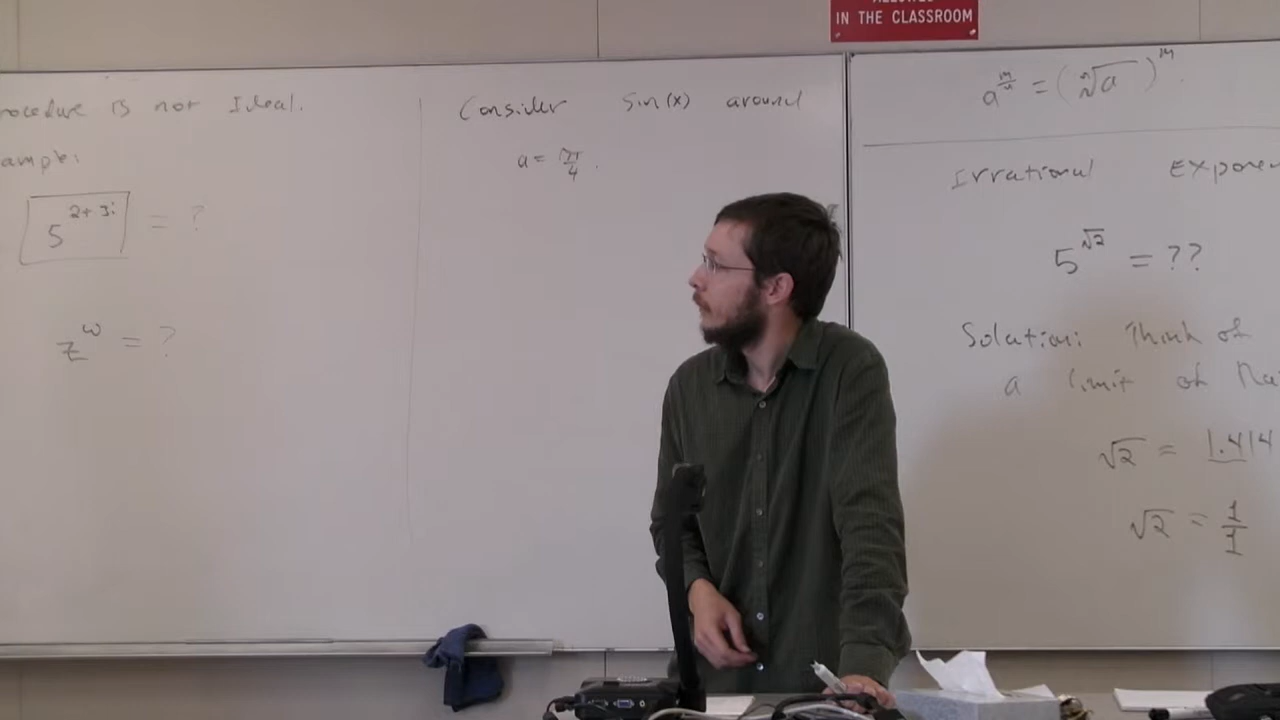 IN THE CLASSROOM
rocedure is not Ideal.
ample:
5^{2+3i} = ?
z^w = ?
Consider sin(x) around
a = π/4.
a^{m/n} = (ⁿ√a)^m.
Irrational Expone
5^{√2} = ??
Solution: Think of
a limit of Ra
√2 = 1.414
√2 = 1/1